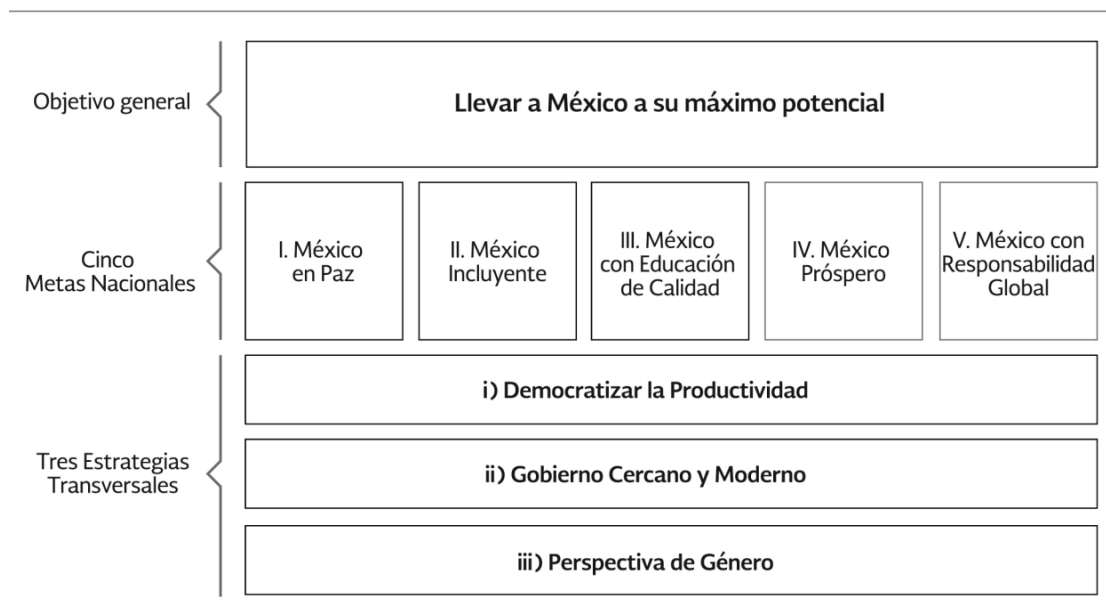 Objetivo general
Llevar a México a su máximo potencial
Cinco
Metas Nacionales
I. México
en Paz
II. México
Incluyente
III. México
con Educación
de Calidad
IV. México
Próspero
V. México con
Responsabilidad
Global
Tres Estrategias
Transversales
i) Democratizar la Productividad
ii) Gobierno Cercano y Moderno
iii) Perspectiva de Género